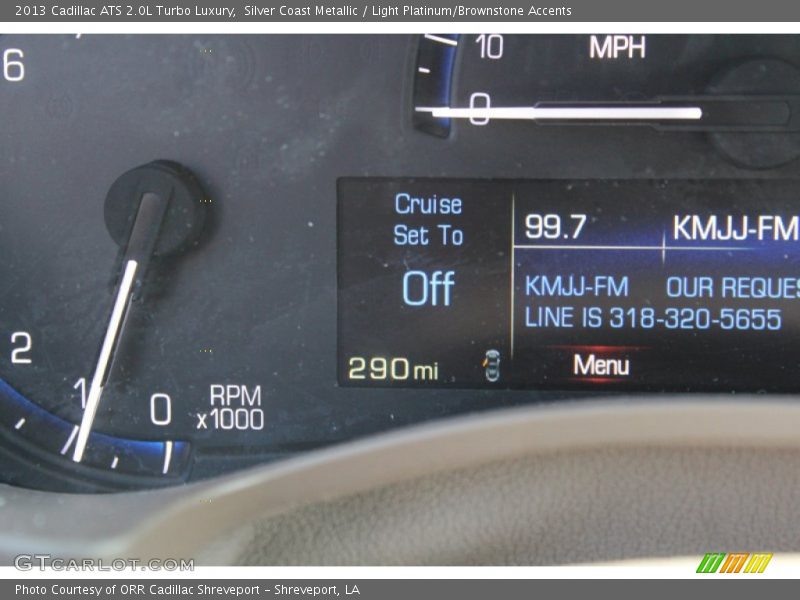 2013 Cadillac ATS 2.0L Turbo Luxury,  Silver Coast Metallic / Light Platinum/Brownstone Accents
6
10
MPH
0
Cruise
Set To
Off
99.7
KMJJ-FM
KMJJ-FM OUR REQUES
LINE IS 318-320-5655
290 mi
Menu
2
1
0
RPM
x1000
GTCARLOT.COM
Photo Courtesy of ORR Cadillac Shreveport - Shreveport, LA